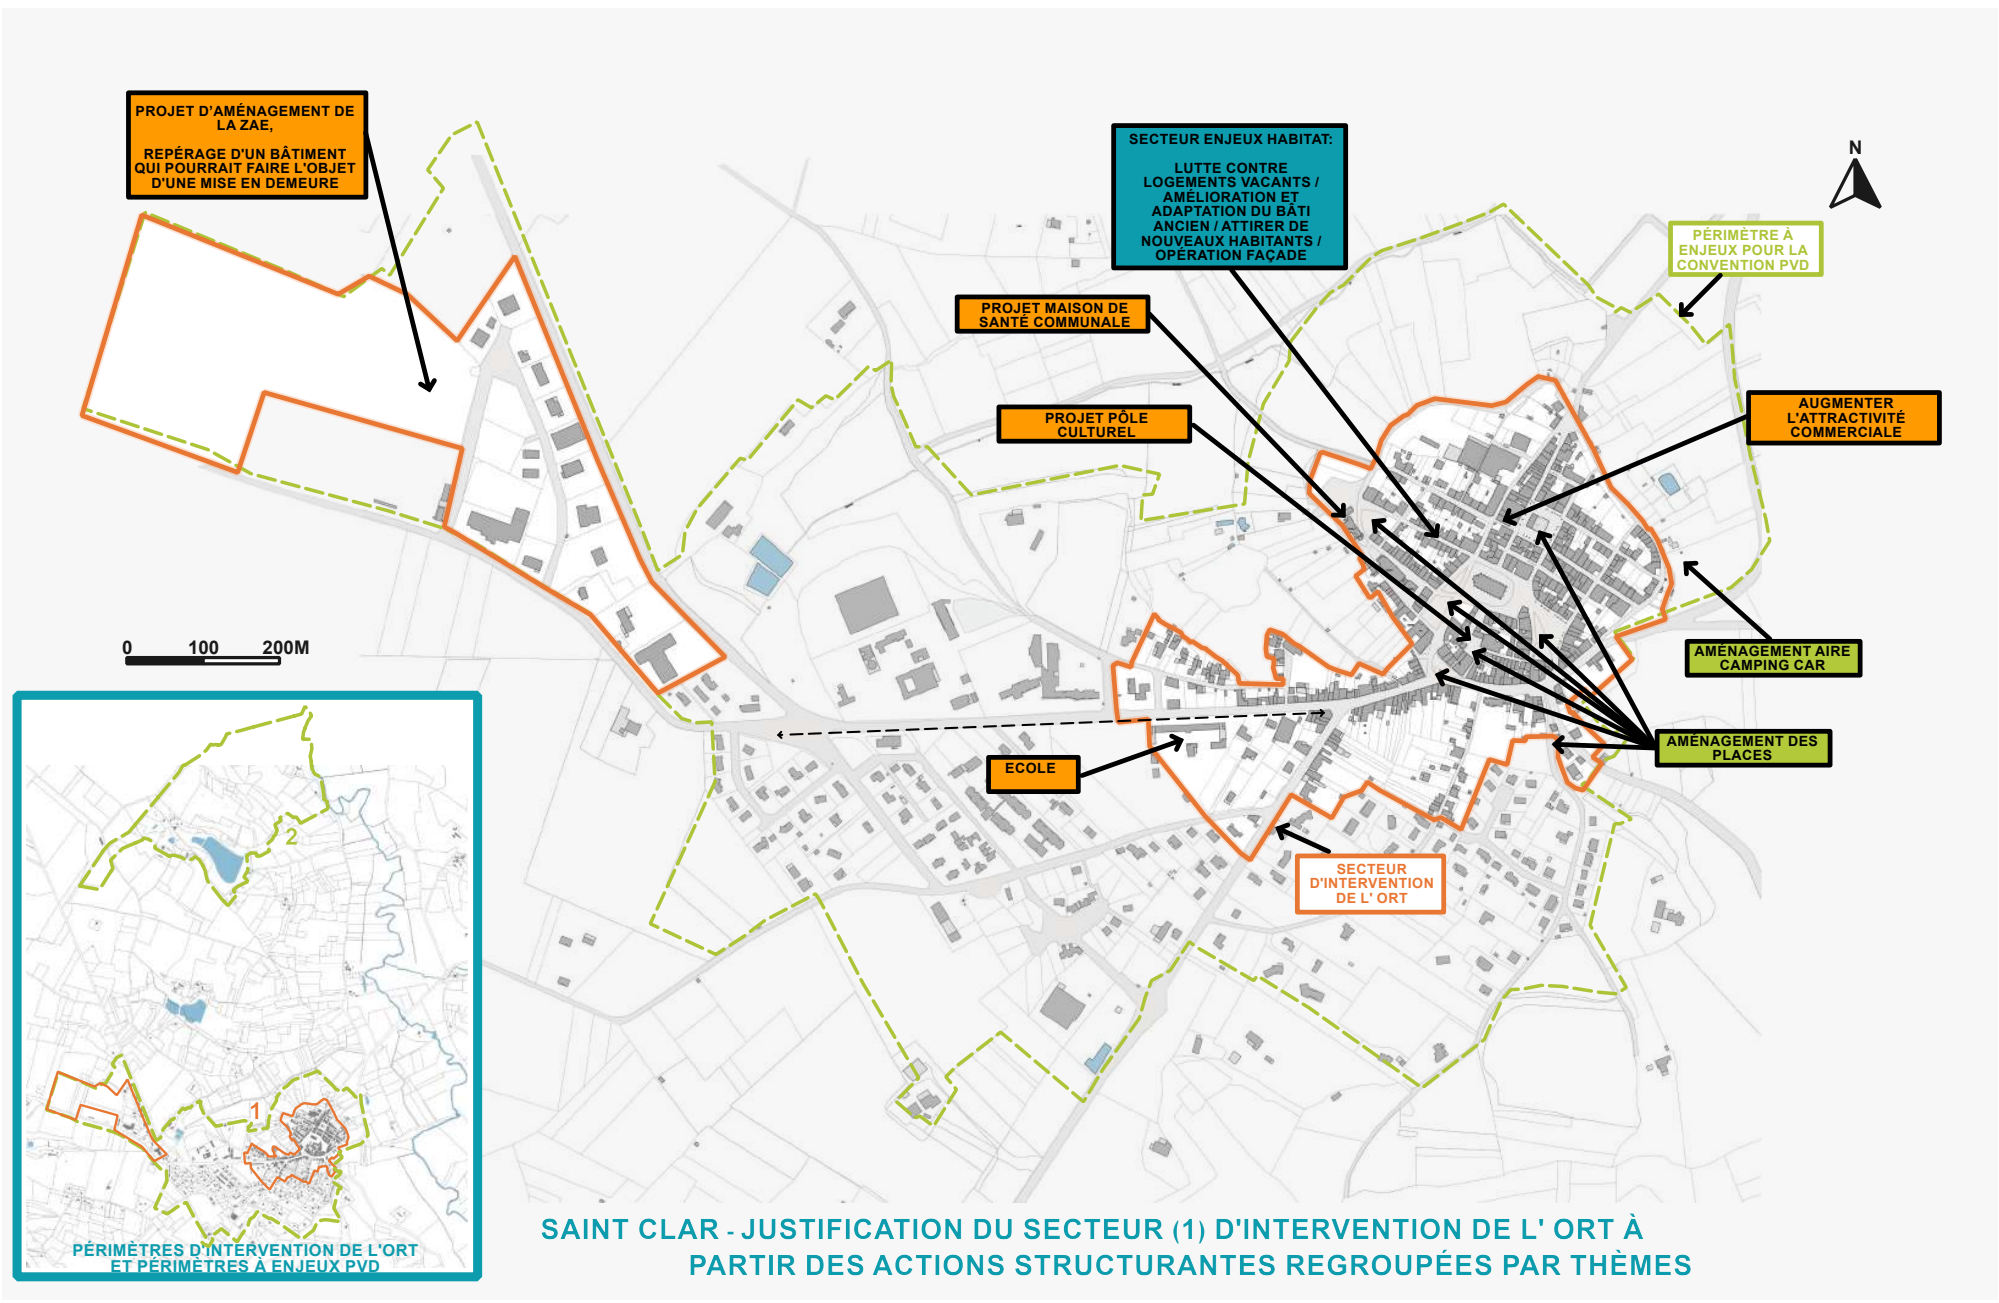 PROJET D'AMÉNAGEMENT DE
LA ZAE,
REPÉRAGE D'UN BÂTIMENT
QUI POURRAIT FAIRE L'OBJET
D'UNE MISE EN DEMEURE
SECTEUR ENJEUX HABITAT:
LUTTE CONTRE
LOGEMENTS VACANTS /
AMÉLIORATION ET
ADAPTATION DU BÂTI
ANCIEN / ATTIRER DE
NOUVEAUX HABITANTS /
OPÉRATION FAÇADE
N
PÉRIMÈTRE À
ENJEUX POUR LA
CONVENTION PVD
PROJET MAISON DE
SANTÉ COMMUNALE
PROJET PÔLE
CULTUREL
AUGMENTER
L'ATTRACTIVITÉ
COMMERCIALE
0 100 200M
AMÉNAGEMENT AIRE
CAMPING CAR
AMÉNAGEMENT DES
PLACES
ECOLE
SECTEUR
D'INTERVENTION
DE L' ORT
2
1
PÉRIMÈTRES D'INTERVENTION DE L'ORT
ET PÉRIMÈTRES À ENJEUX PVD
SAINT CLAR - JUSTIFICATION DU SECTEUR (1) D'INTERVENTION DE L' ORT À
PARTIR DES ACTIONS STRUCTURANTES REGROUPÉES PAR THÈMES